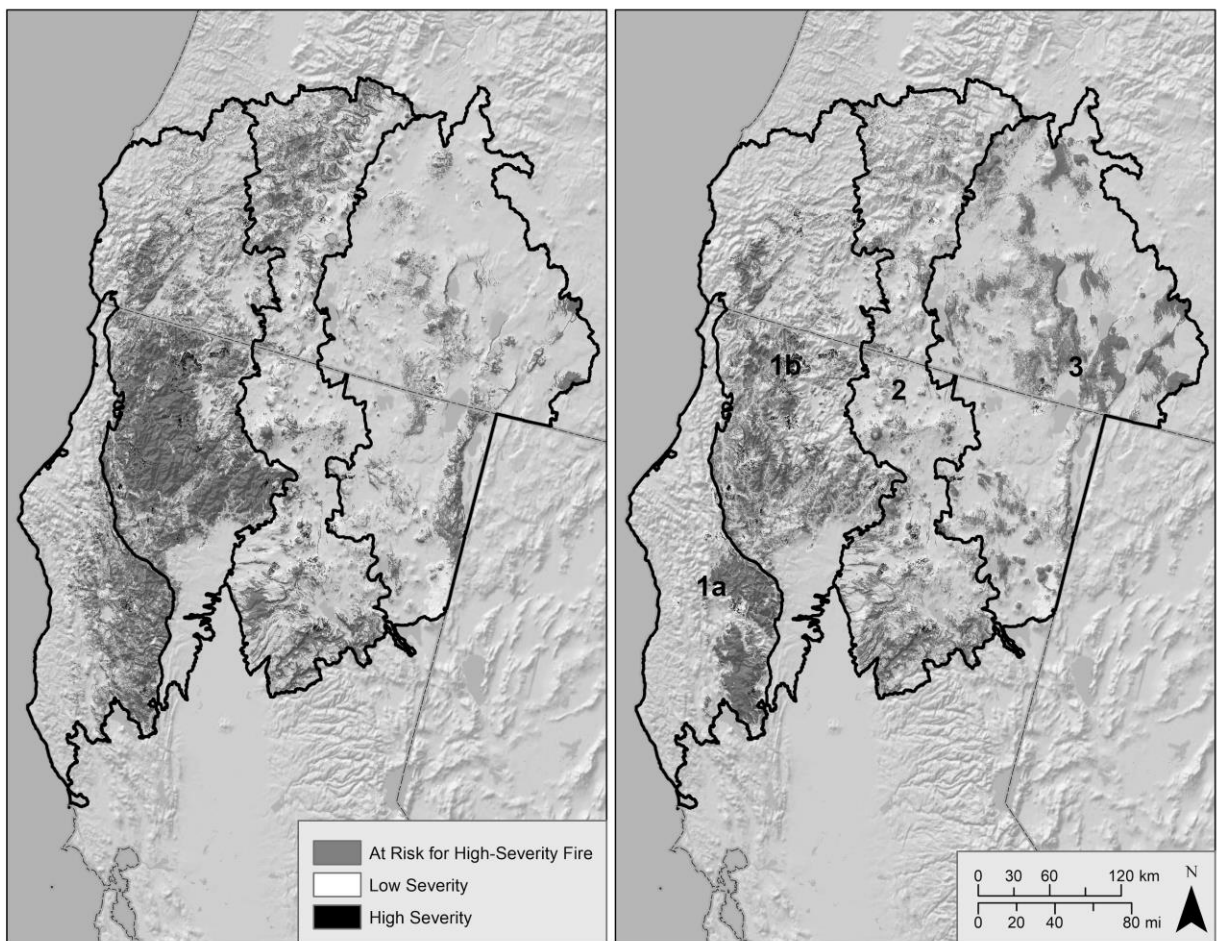 1b
2
3
1a
At Risk for High-Severity Fire
Low Severity
High Severity
0 30 60 120 km
0 20 40 80 mi
N